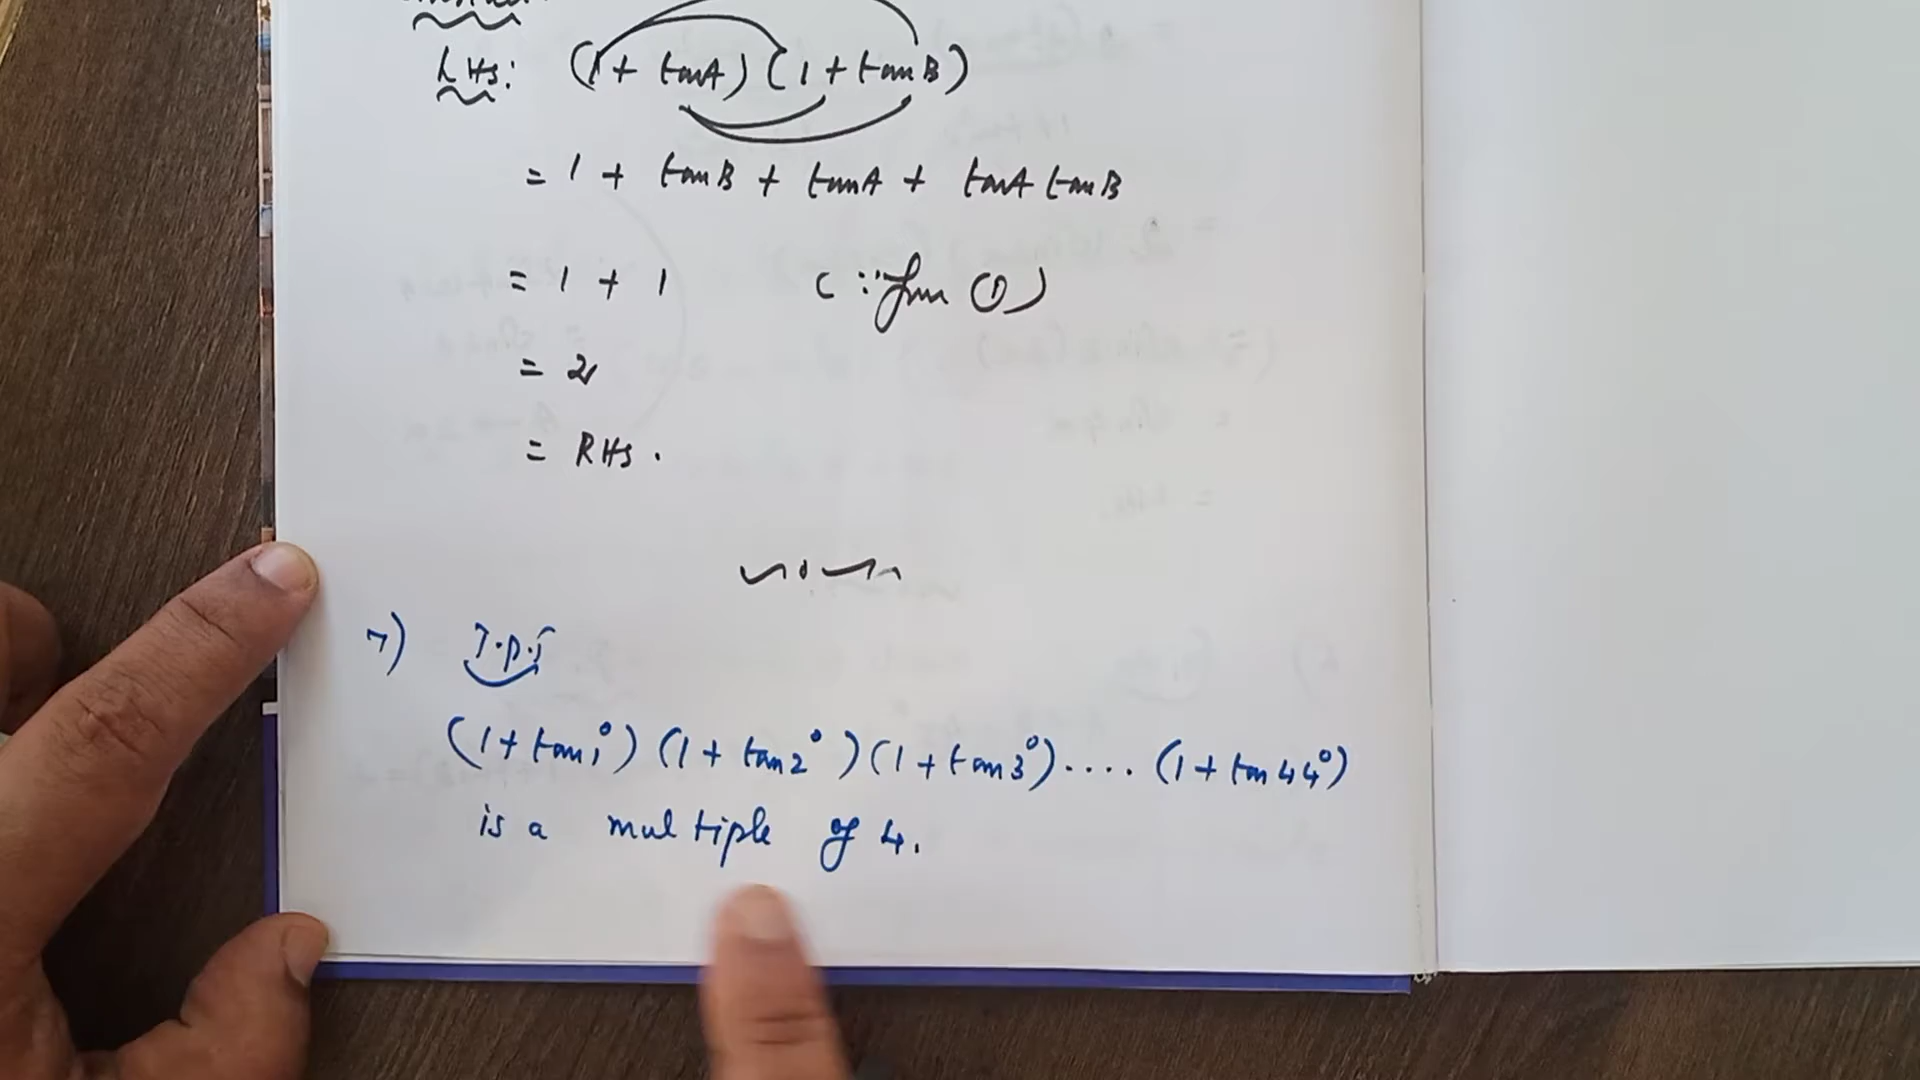 LHS: (1 + tanA) (1 + tanB)
= 1 + tanB + tanA + tanA tanB
= 1 + 1 (∵ from ①)
= 2
= RHS.
7) T.P.T
(1 + tan1°) (1 + tan2°) (1 + tan3°) .... (1 + tan44°)
is a multiple of 4.